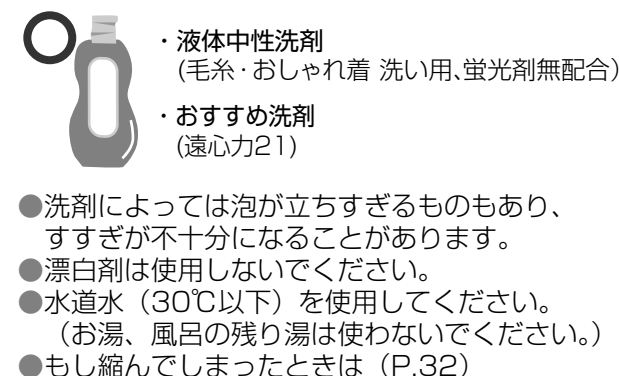 ・液体中性洗剤
(毛糸・おしゃれ着 洗い用、蛍光剤無配合)
・おすすめ洗剤
(遠心力21)
●洗剤によっては泡が立ちすぎるものもあり、
すすぎが不十分になることがあります。
●漂白剤は使用しないでください。
●水道水（30℃以下）を使用してください。
（お湯、風呂の残り湯は使わないでください。）
●もし縮んでしまったときは（P.32）